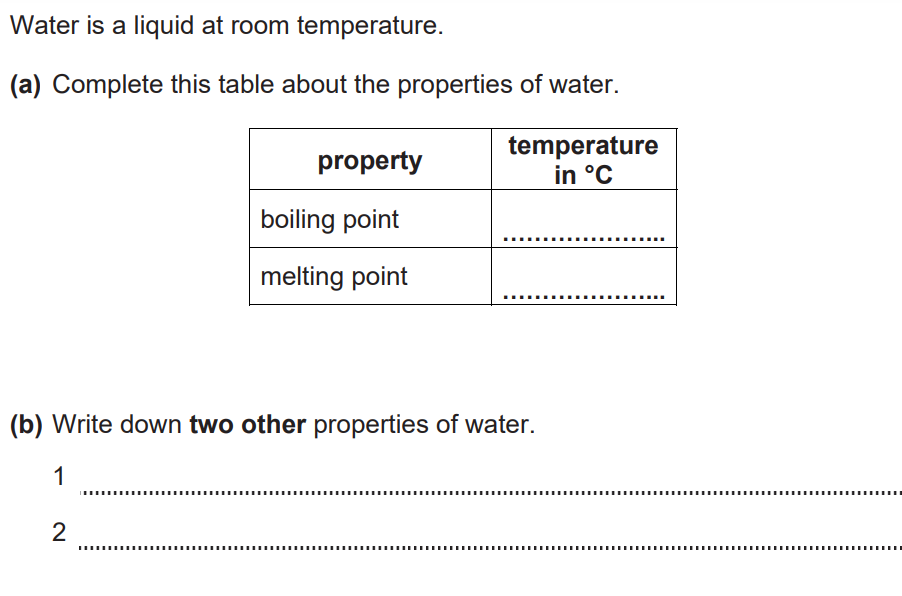 Water is a liquid at room temperature.
(a) Complete this table about the properties of water.
property
temperature
in °C
boiling point
.......................
melting point
.......................
(b) Write down two other properties of water.
1 ................................................................................
2 ................................................................................